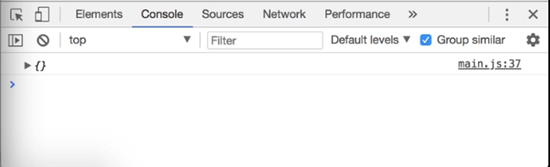 Elements Console Sources Network Performance »
top Filter Default levels Group similar
{} main.js:37